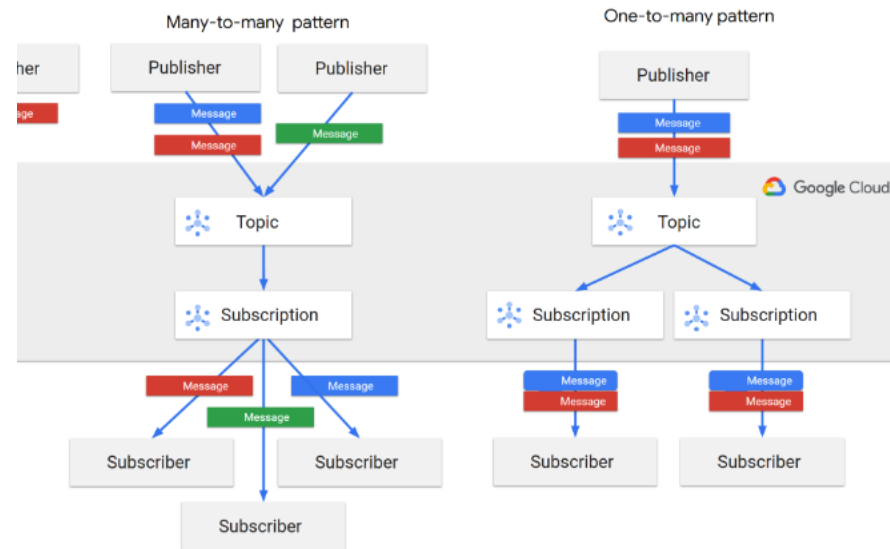 Many-to-many pattern
One-to-many pattern
her
Publisher
Publisher
Publisher
age
Message
Message
Message
Message
Message
Google Cloud
Topic
Topic
Subscription
Subscription
Subscription
Message
Message
Message
Message
Message
Message
Message
Subscriber
Subscriber
Subscriber
Subscriber
Subscriber